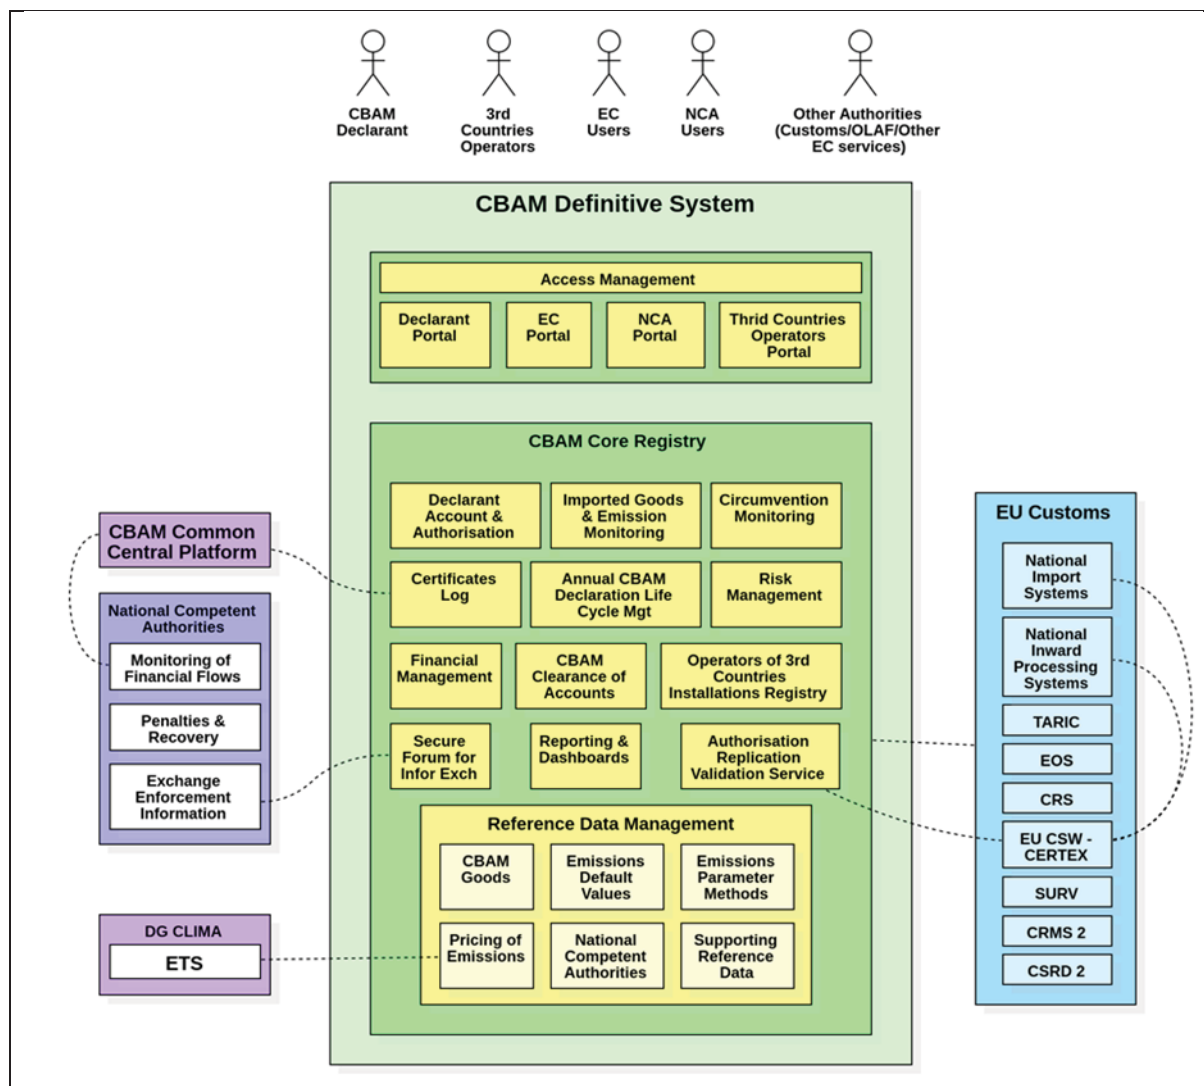 CBAM
Declarant
3rd
Countries
Operators
EC
Users
NCA
Users
Other Authorities
(Customs/OLAF/Other
EC services)
CBAM Definitive System
Access Management
Declarant
Portal
EC
Portal
NCA
Portal
Thrid Countries
Operators
Portal
CBAM Core Registry
Declarant
Account &
Authorisation
Imported Goods
& Emission
Monitoring
Circumvention
Monitoring
Certificates
Log
Annual CBAM
Declaration Life
Cycle Mgt
Risk
Management
Financial
Management
CBAM
Clearance of
Accounts
Operators of 3rd
Countries
Installations Registry
Secure
Forum for
Infor Exch
Reporting &
Dashboards
Authorisation
Replication
Validation Service
Reference Data Management
CBAM
Goods
Emissions
Default
Values
Emissions
Parameter
Methods
Pricing of
Emissions
National
Competent
Authorities
Supporting
Reference
Data
CBAM Common
Central Platform
National Competent
Authorities
Monitoring of
Financial Flows
Penalties &
Recovery
Exchange
Enforcement
Information
DG CLIMA
ETS
EU Customs
National
Import
Systems
National
Inward
Processing
Systems
TARIC
EOS
CRS
EU CSW -
CERTEX
SURV
CRMS 2
CSRD 2